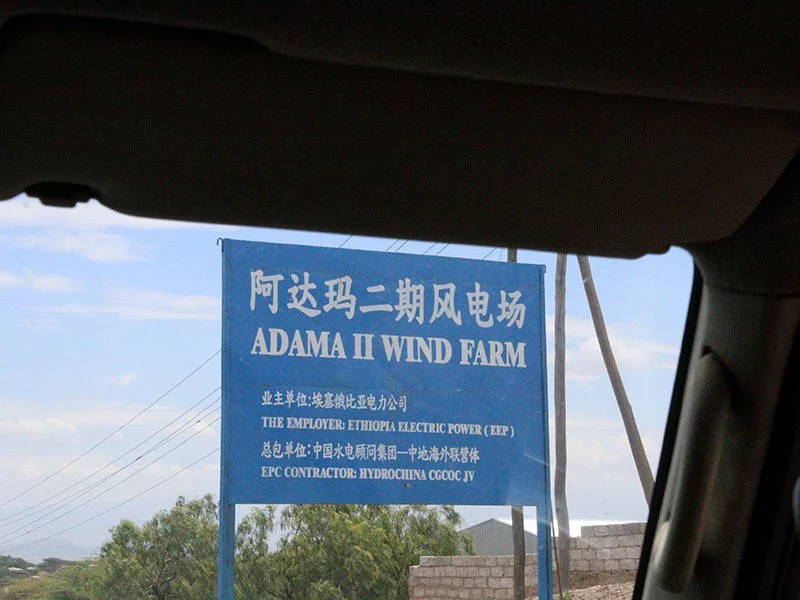 阿达玛二期风电场
ADAMA II WIND FARM
业主单位:埃塞俄比亚电力公司
THE EMPLOYER: ETHIOPIA ELECTRIC POWER ( EEP )
总包单位:中国水电顾问集团—中地海外联营体
EPC CONTRACTOR: HYDROCHINA CGCOC JV